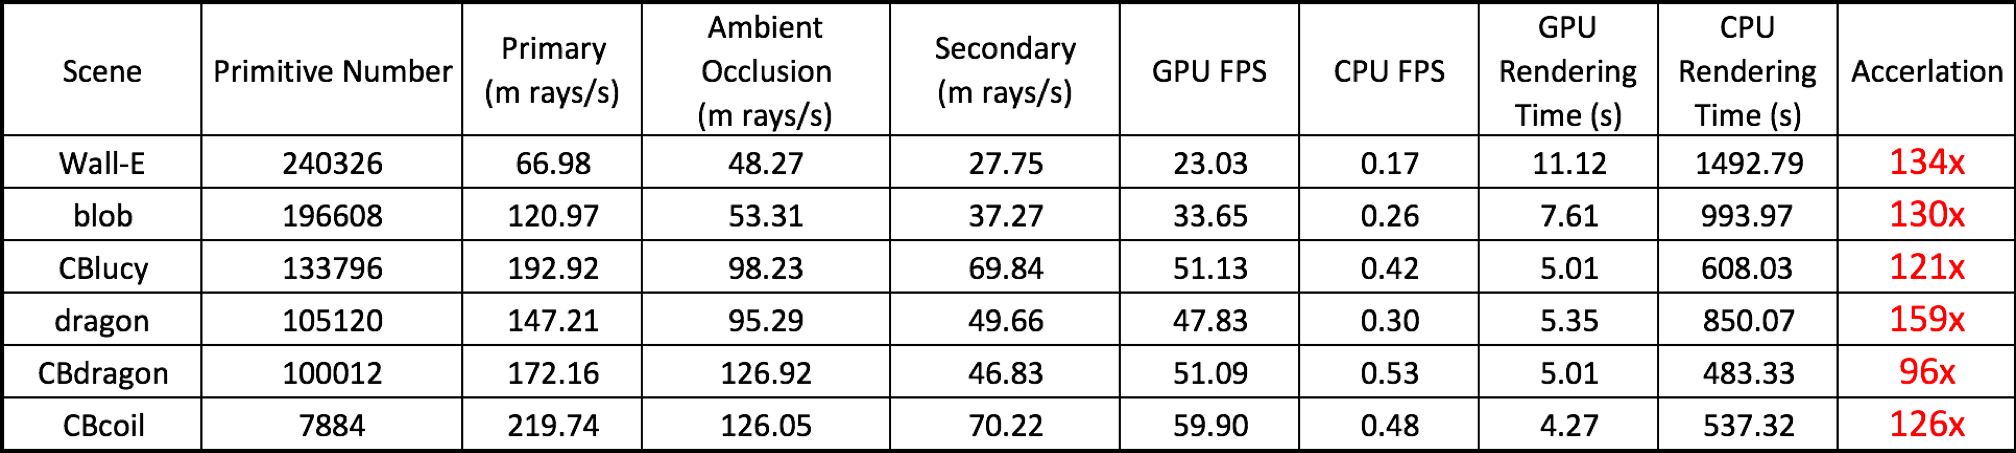 Scene Primitive Number Primary (m rays/s) Ambient Occlusion (m rays/s) Secondary (m rays/s) GPU FPS CPU FPS GPU Rendering Time (s) CPU Rendering Time (s) Accerlation
Wall-E 240326 66.98 48.27 27.75 23.03 0.17 11.12 1492.79 134x
blob 196608 120.97 53.31 37.27 33.65 0.26 7.61 993.97 130x
CBlucy 133796 192.92 98.23 69.84 51.13 0.42 5.01 608.03 121x
dragon 105120 147.21 95.29 49.66 47.83 0.30 5.35 850.07 159x
CBdragon 100012 172.16 126.92 46.83 51.09 0.53 5.01 483.33 96x
CBcoil 7884 219.74 126.05 70.22 59.90 0.48 4.27 537.32 126x